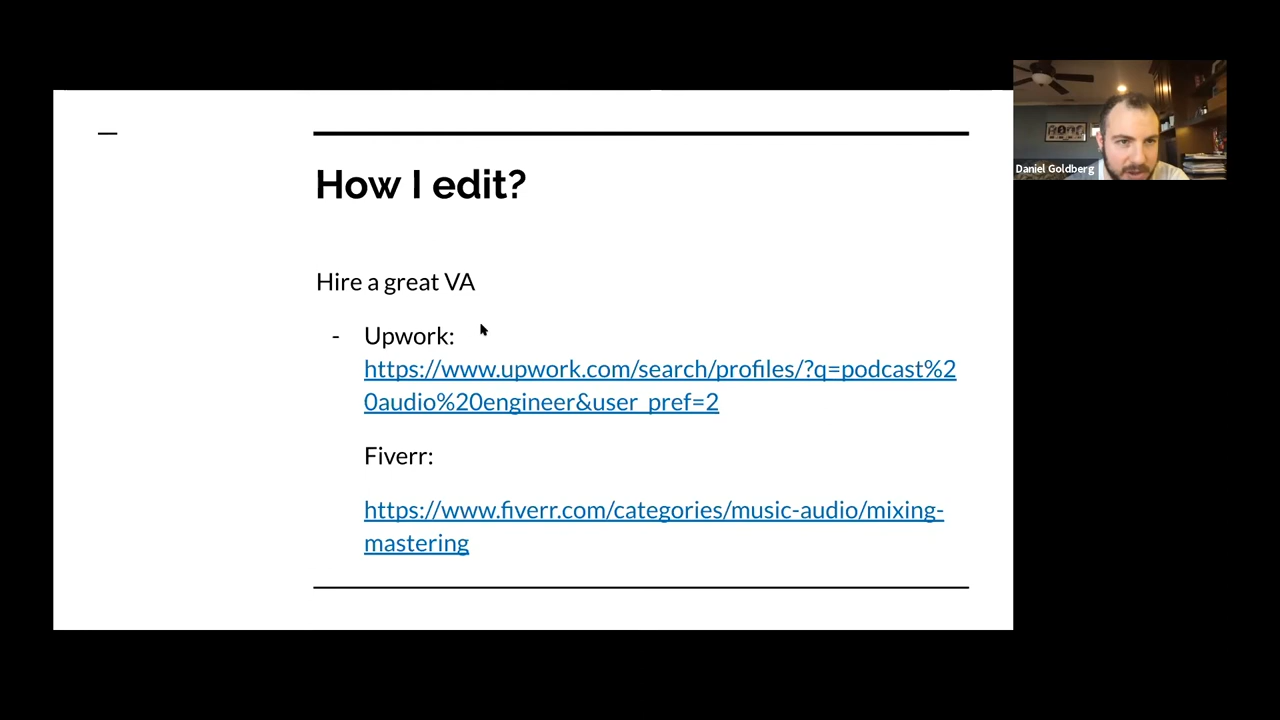 How I edit?
Hire a great VA
- Upwork:
https://www.upwork.com/search/profiles/?q=podcast%2
0audio%20engineer&user_pref=2
Fiverr:
https://www.fiverr.com/categories/music-audio/mixing-
mastering
Daniel Goldberg